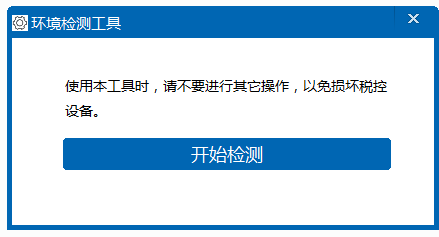 环境检测工具
使用本工具时，请不要进行其它操作，以免损坏税控
设备。
开始检测